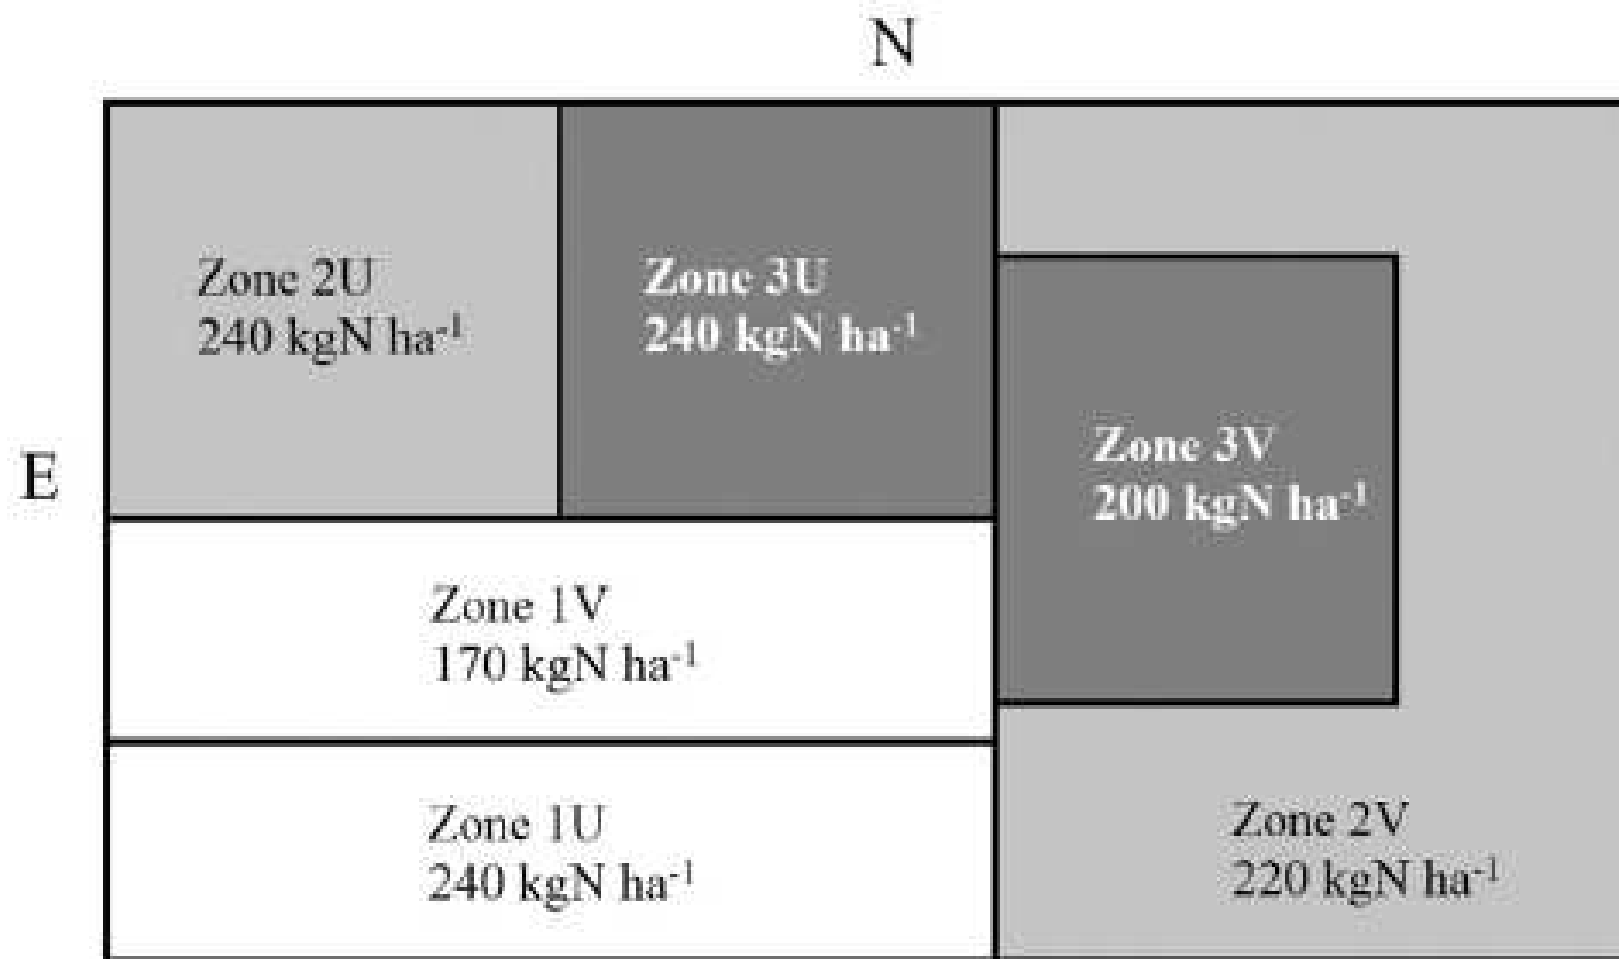 N
Zone 2U
240 kgN ha⁻¹
Zone 3U
240 kgN ha⁻¹
E
Zone 3V
200 kgN ha⁻¹
Zone 1V
170 kgN ha⁻¹
Zone 1U
240 kgN ha⁻¹
Zone 2V
220 kgN ha⁻¹